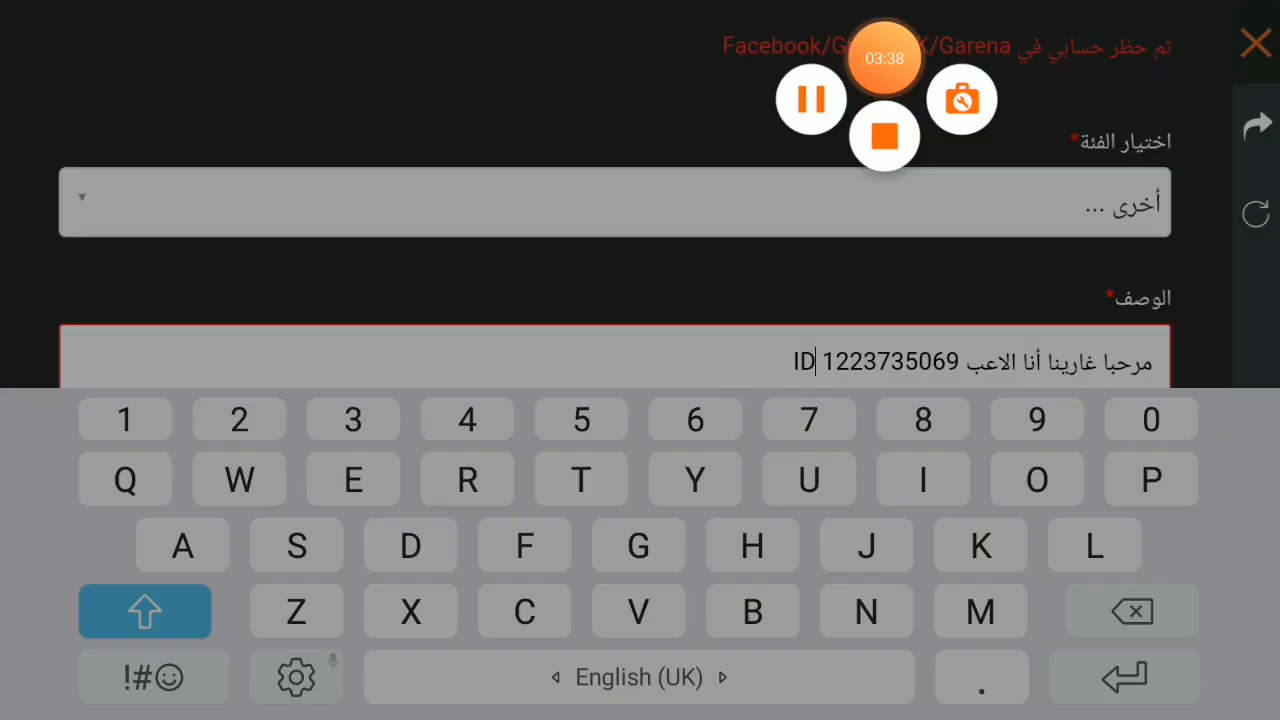 تم حظر حسابي في Facebook/G K/Garena
03:38
اختيار الفئة*
أخرى ...
الوصف*
مرحبا غارينا أنا الاعب 1223735069 ID
1 2 3 4 5 6 7 8 9 0
Q W E R T Y U I O P
A S D F G H J K L
Z X C V B N M
!#☺ English (UK) .